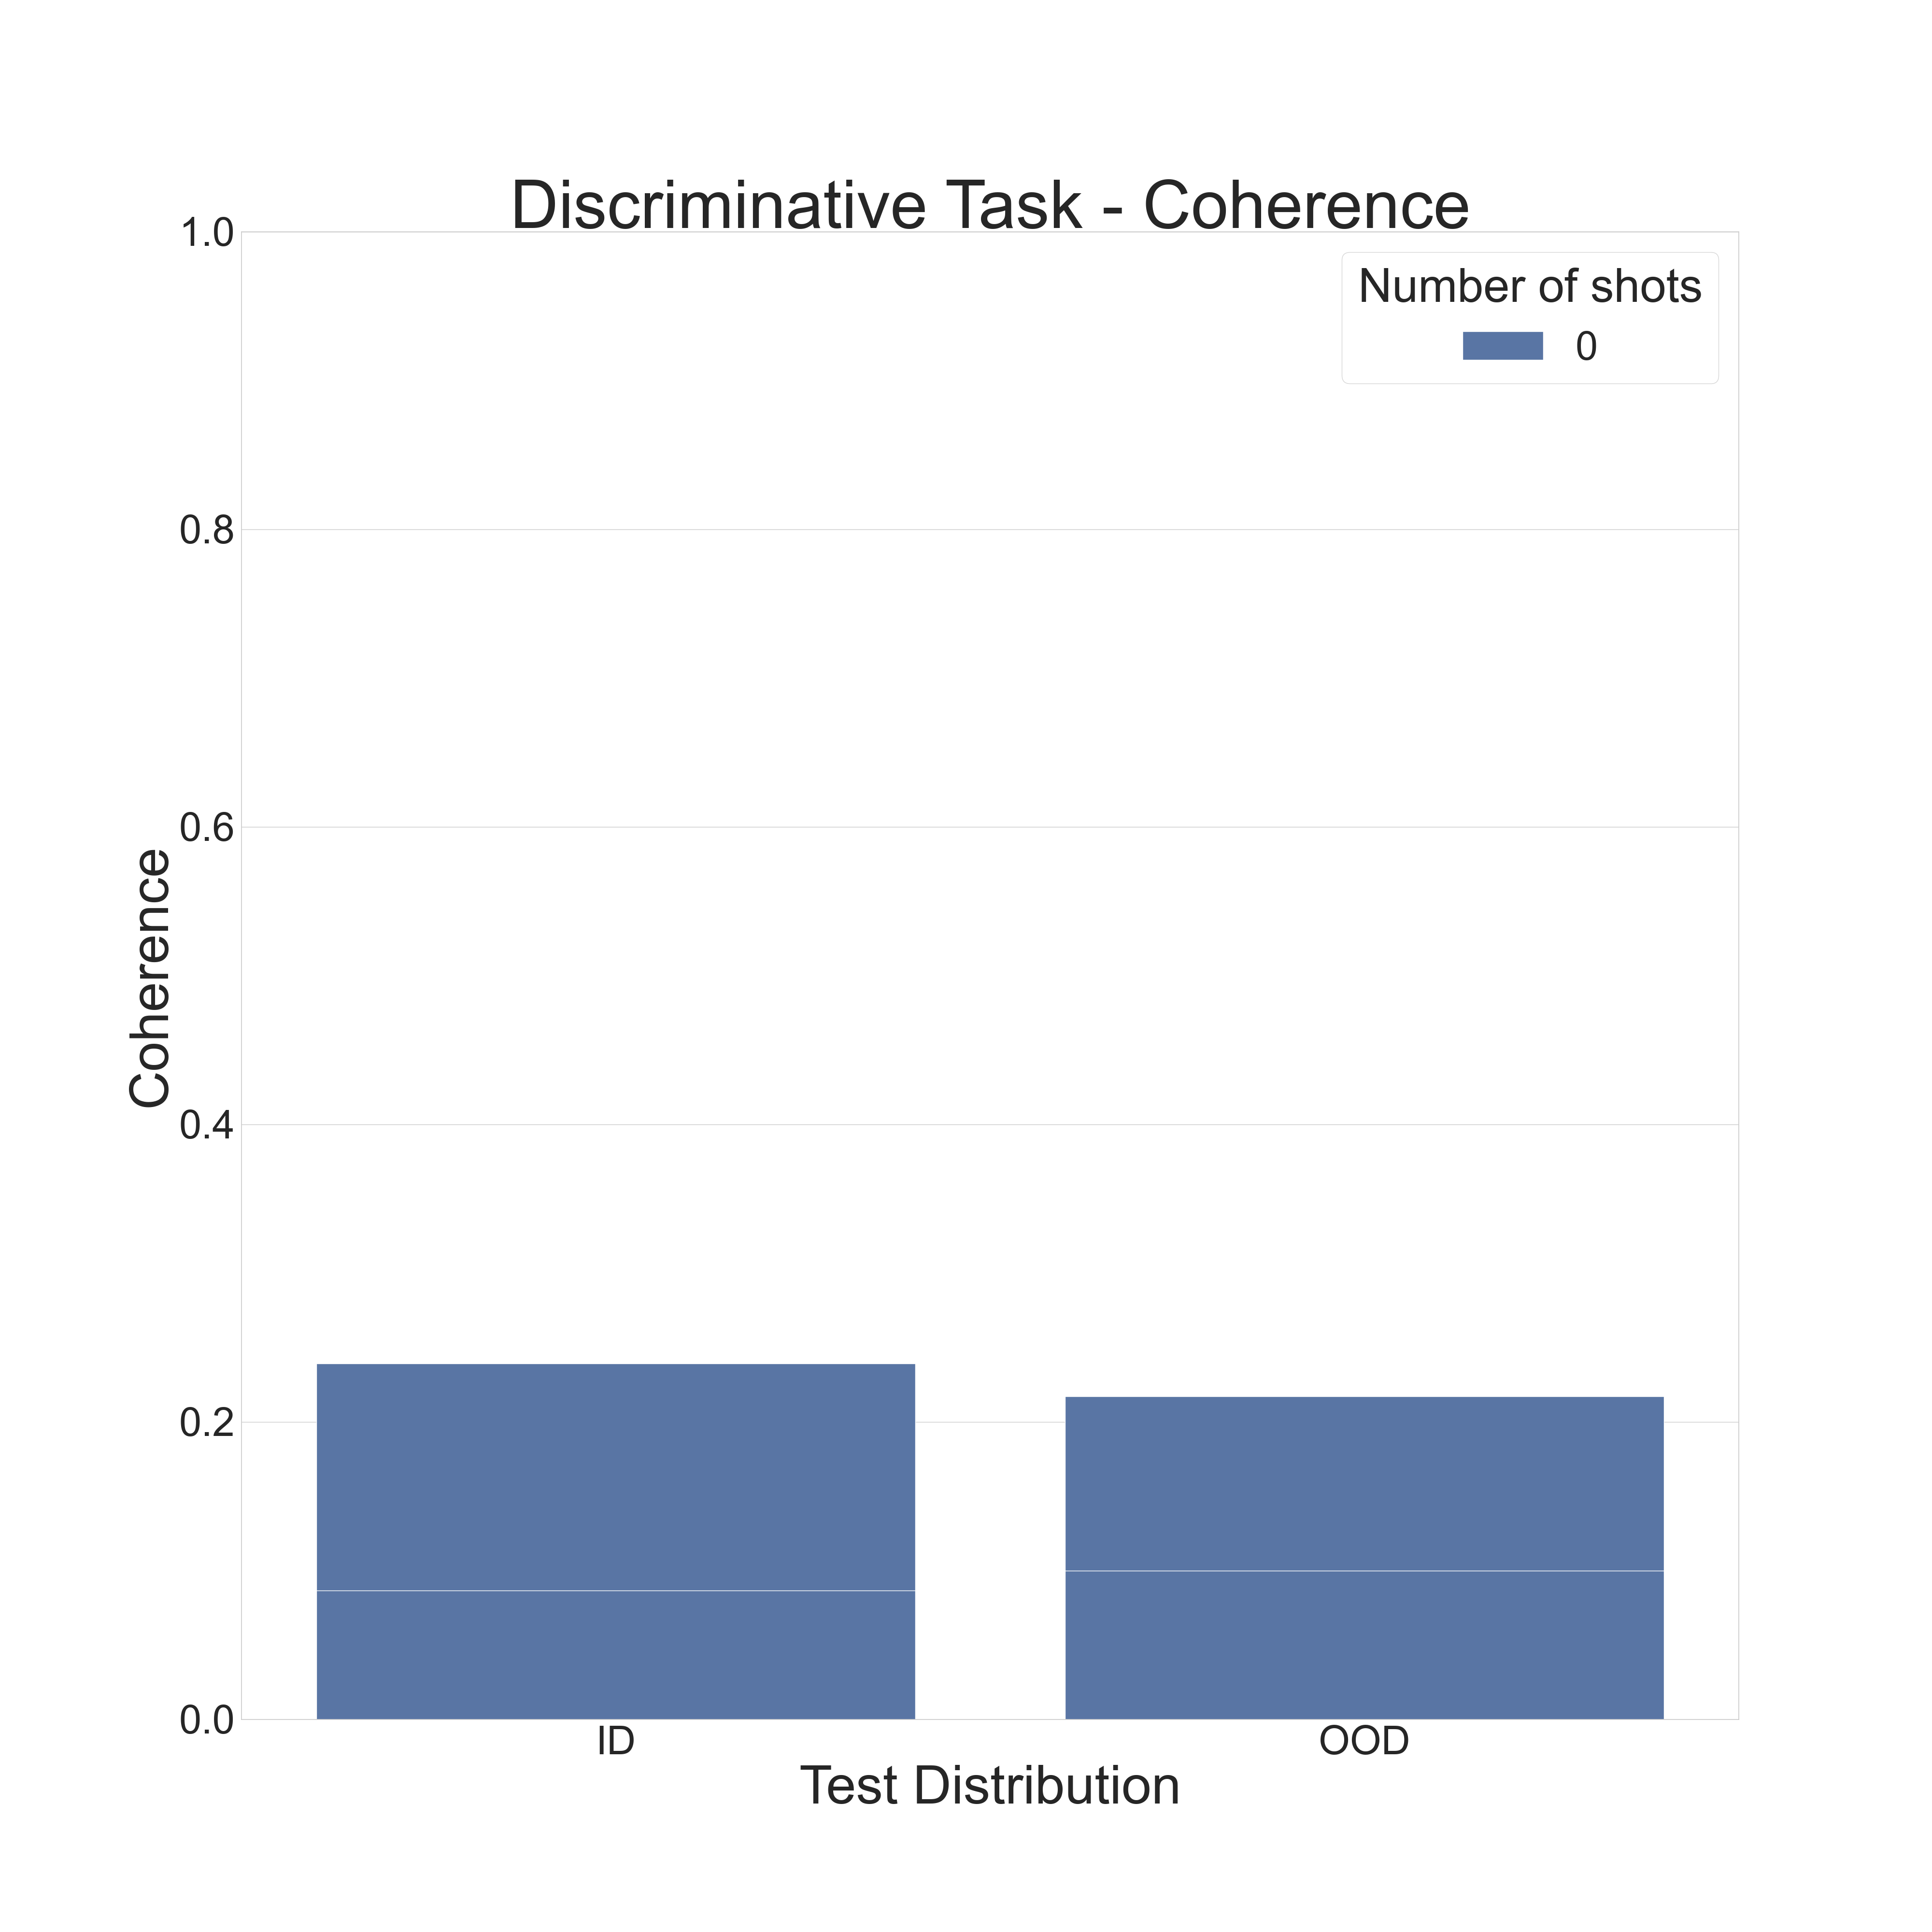 Discriminative Task - Coherence
1.0
0.8
0.6
0.4
0.2
0.0
Coherence
Number of shots
0
ID
OOD
Test Distribution